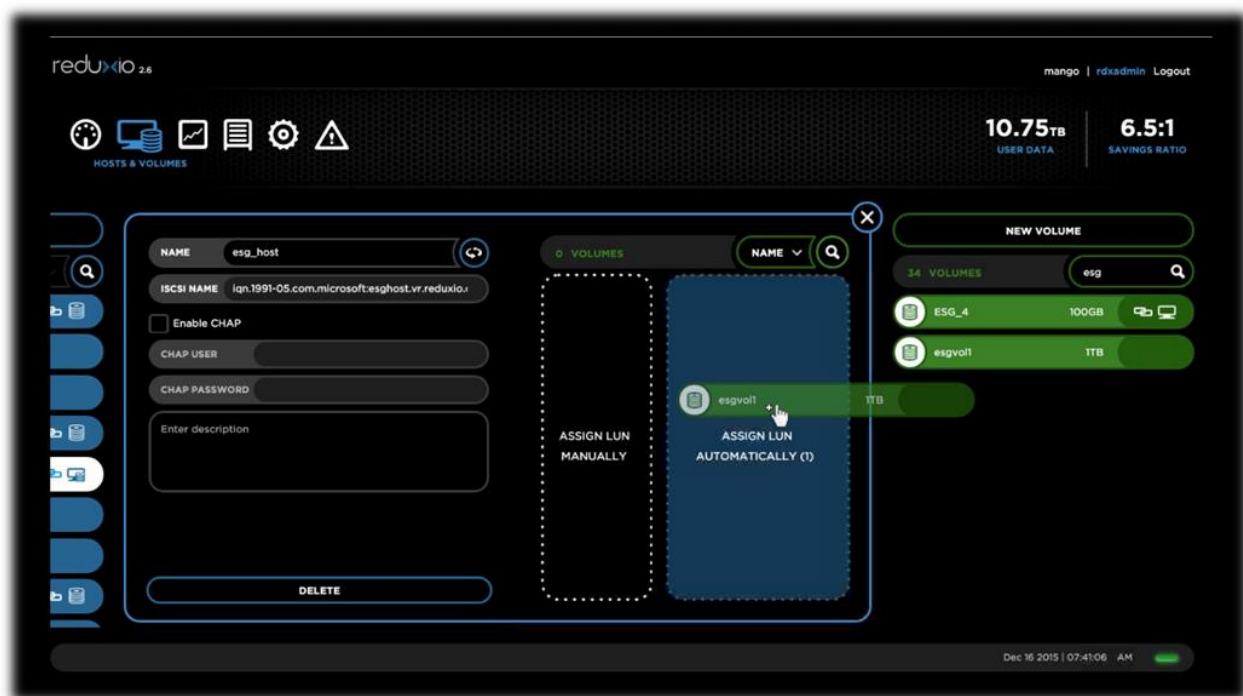 reduxio 2.6
mango | rdxadmin Logout
10.75TB
USER DATA
6.5:1
SAVINGS RATIO
HOSTS & VOLUMES
NAME esg_host
ISCSI NAME iqn.1991-05.com.microsoft:esghost.vr.reduxio.
Enable CHAP
CHAP USER
CHAP PASSWORD
Enter description
DELETE
0 VOLUMES
NAME
ASSIGN LUN
MANUALLY
esgvol1 1TB
ASSIGN LUN
AUTOMATICALLY (1)
NEW VOLUME
34 VOLUMES esg
ESG_4 100GB
esgvol1 1TB
Dec 16 2015 | 07:41:06 AM